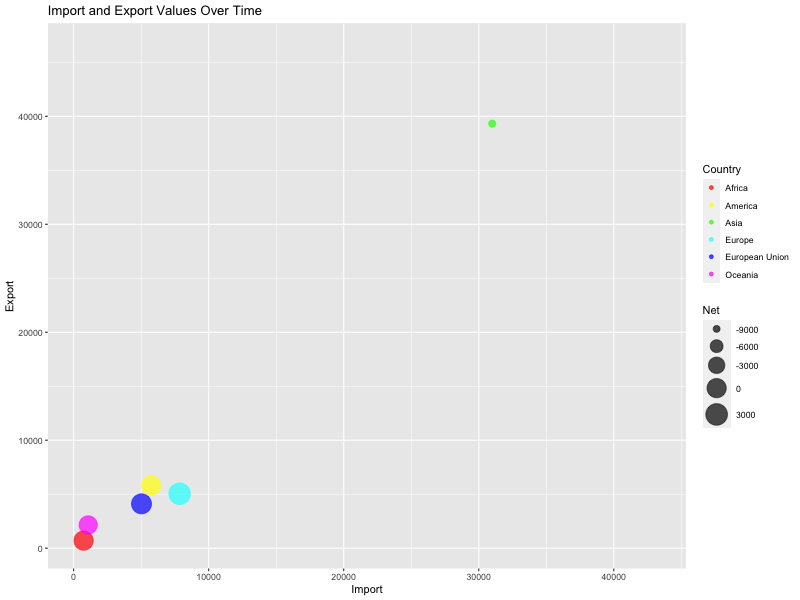 Import and Export Values Over Time
40000
30000
20000
10000
0
Export
0
10000
20000
30000
40000
Import
Country
Africa
America
Asia
Europe
European Union
Oceania
Net
-9000
-6000
-3000
0
3000